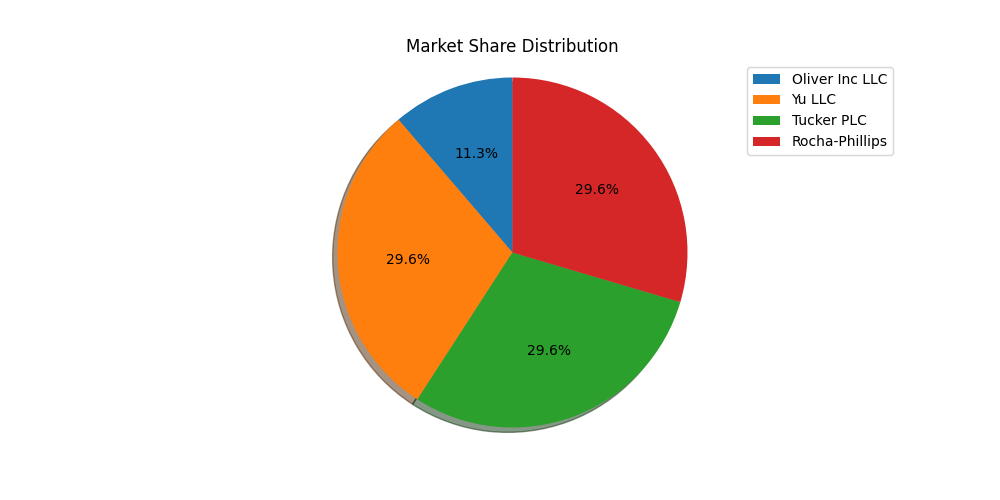 Market Share Distribution
Oliver Inc LLC
Yu LLC
Tucker PLC
Rocha-Phillips
11.3%
29.6%
29.6%
29.6%